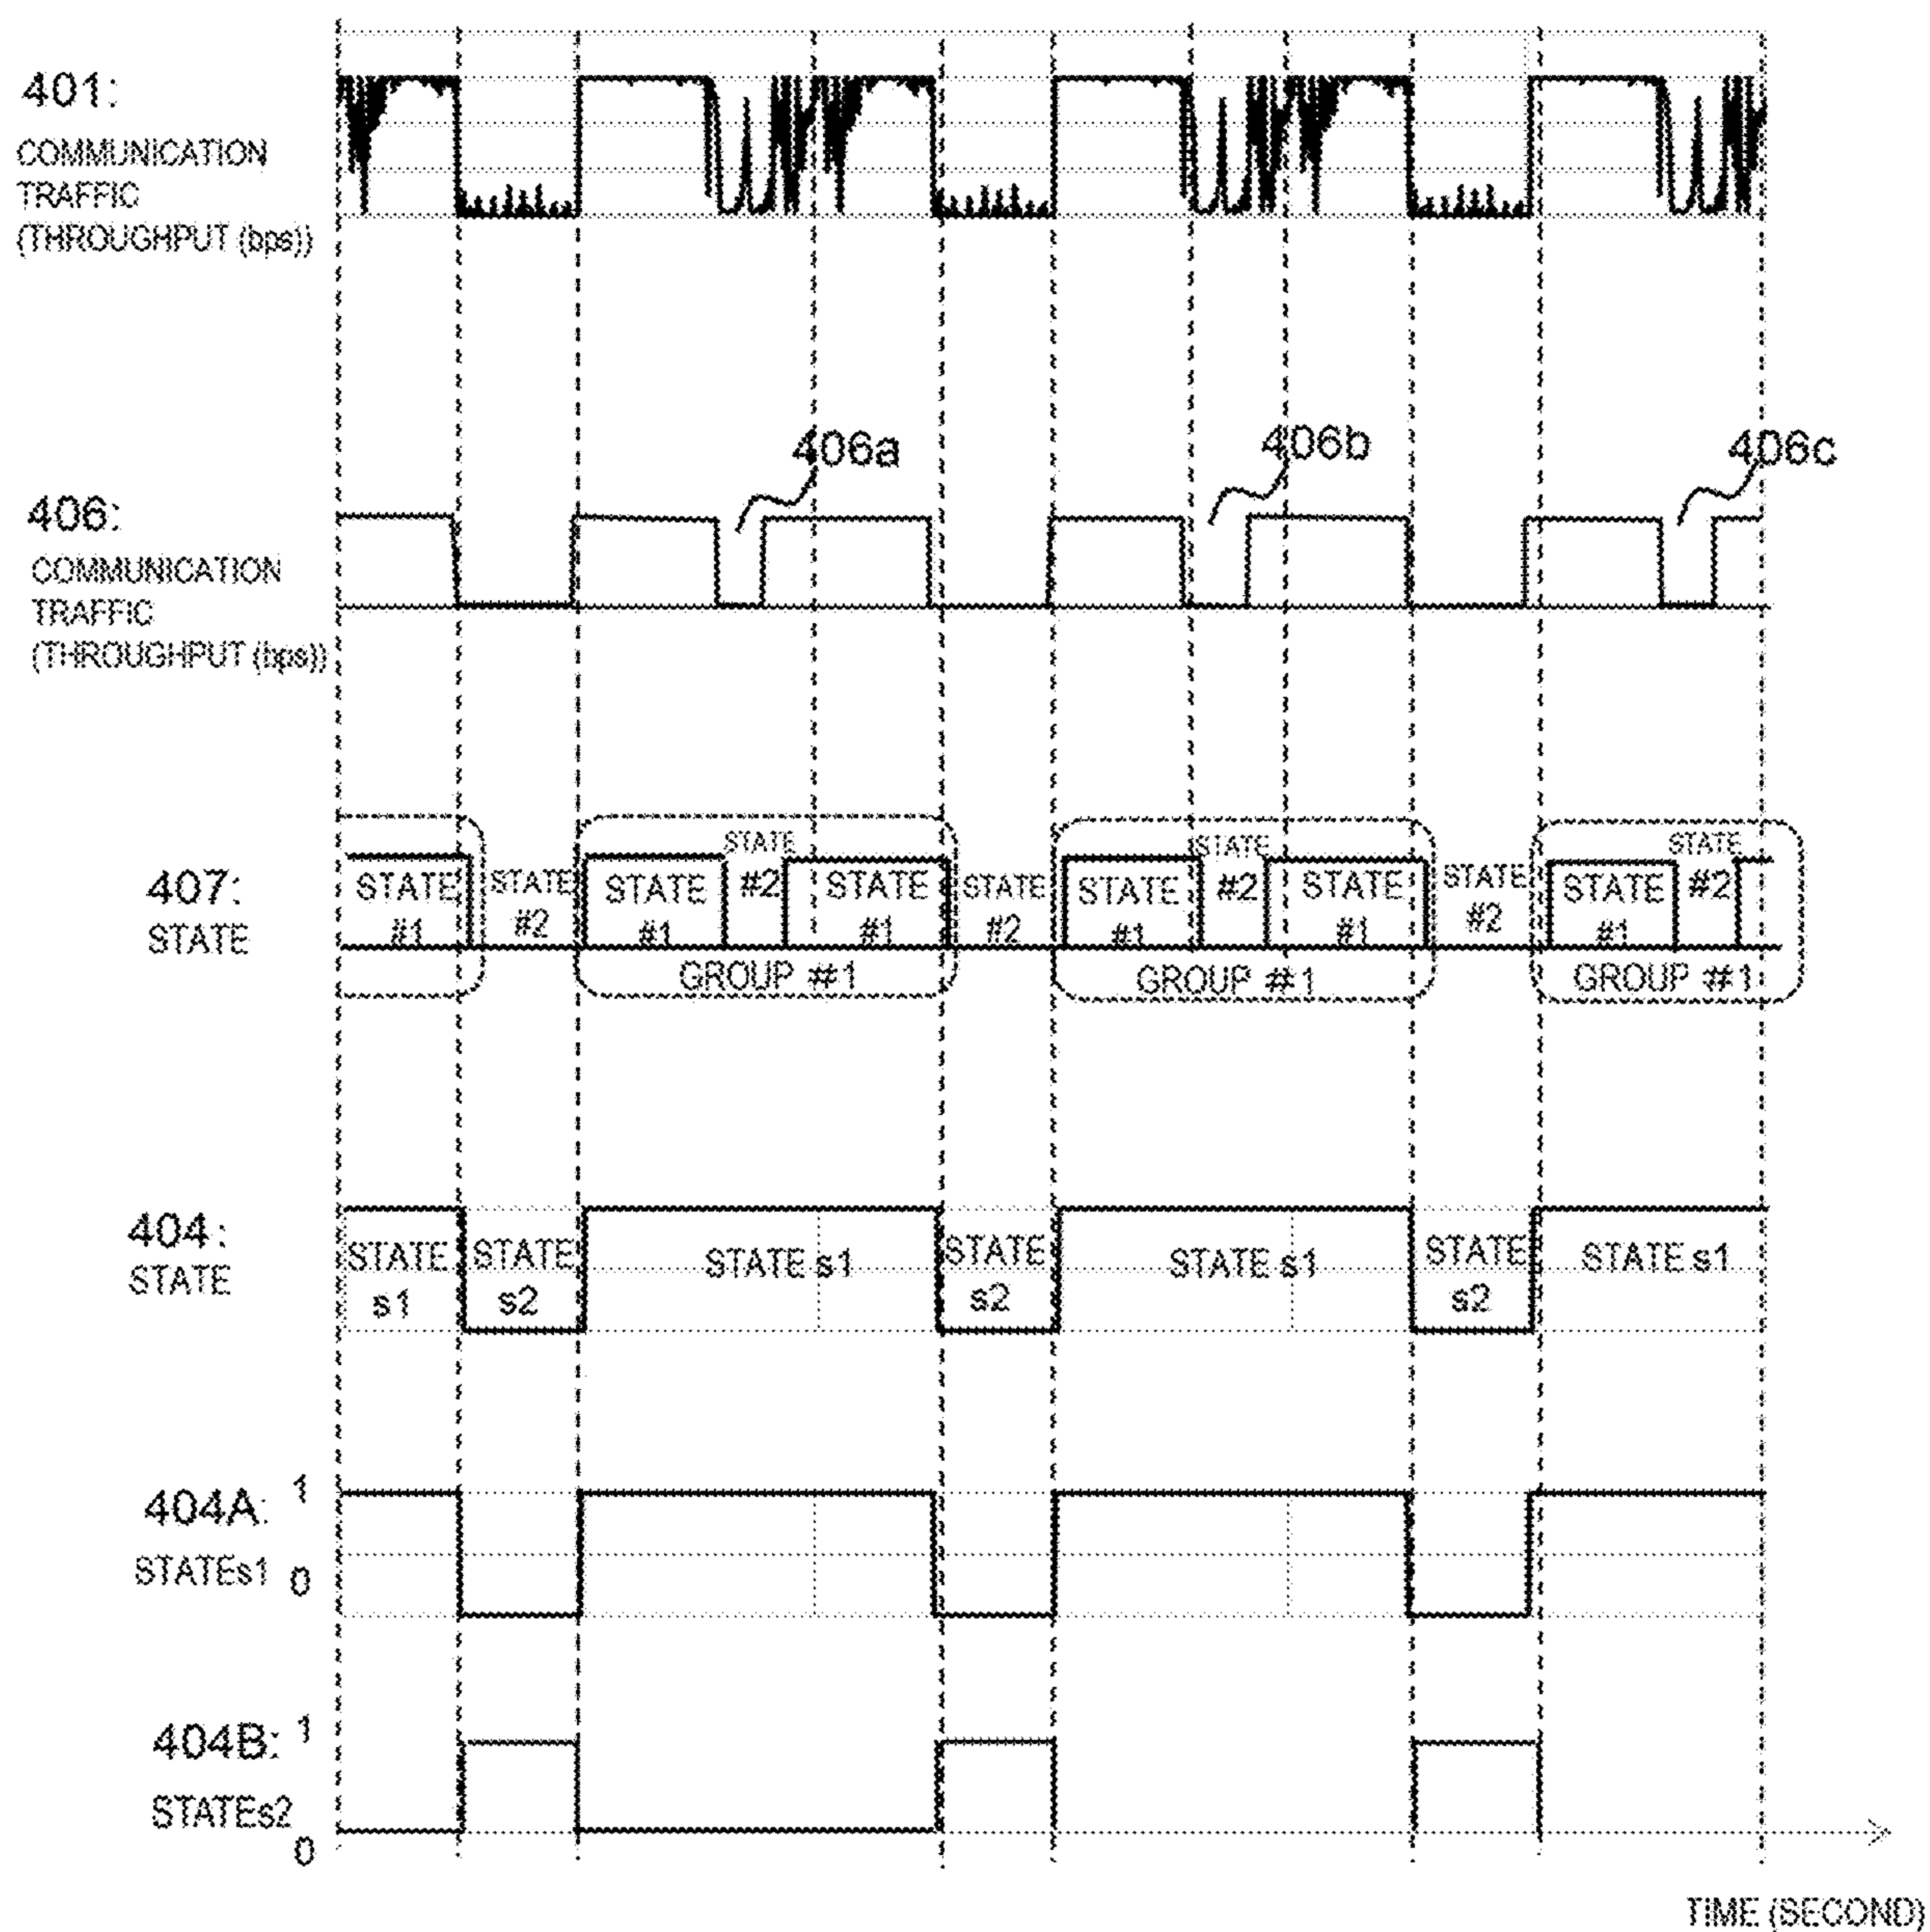 401:
COMMUNICATION
TRAFFIC
(THROUGHPUT (bps))
406a
406b
406c
406:
COMMUNICATION
TRAFFIC
(THROUGHPUT (bps))
407:
STATE
STATE
#1
STATE
#2
STATE
#1
STATE
#2
STATE
#1
GROUP #1
STATE
#2
STATE
#1
STATE
#2
STATE
#1
GROUP #1
STATE
#2
STATE
#1
STATE
#2
GROUP #1
404:
STATE
STATE
s1
STATE
s2
STATE s1
STATE
s2
STATE s1
STATE
s2
STATE s1
404A:
STATEs1
1
0
404B:
STATEs2
1
0
TIME (SECOND)